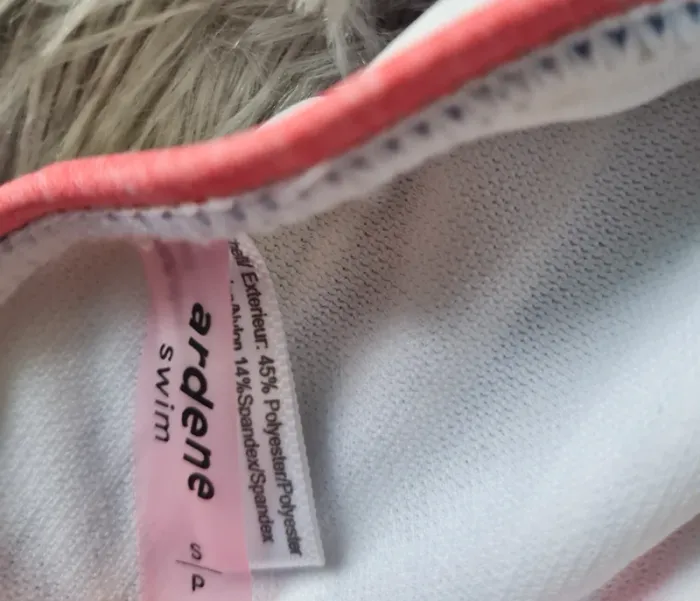 ardene
swim
s/p
Exterieur: 45% Polyester/Polyester
14%Spandex/Spandex